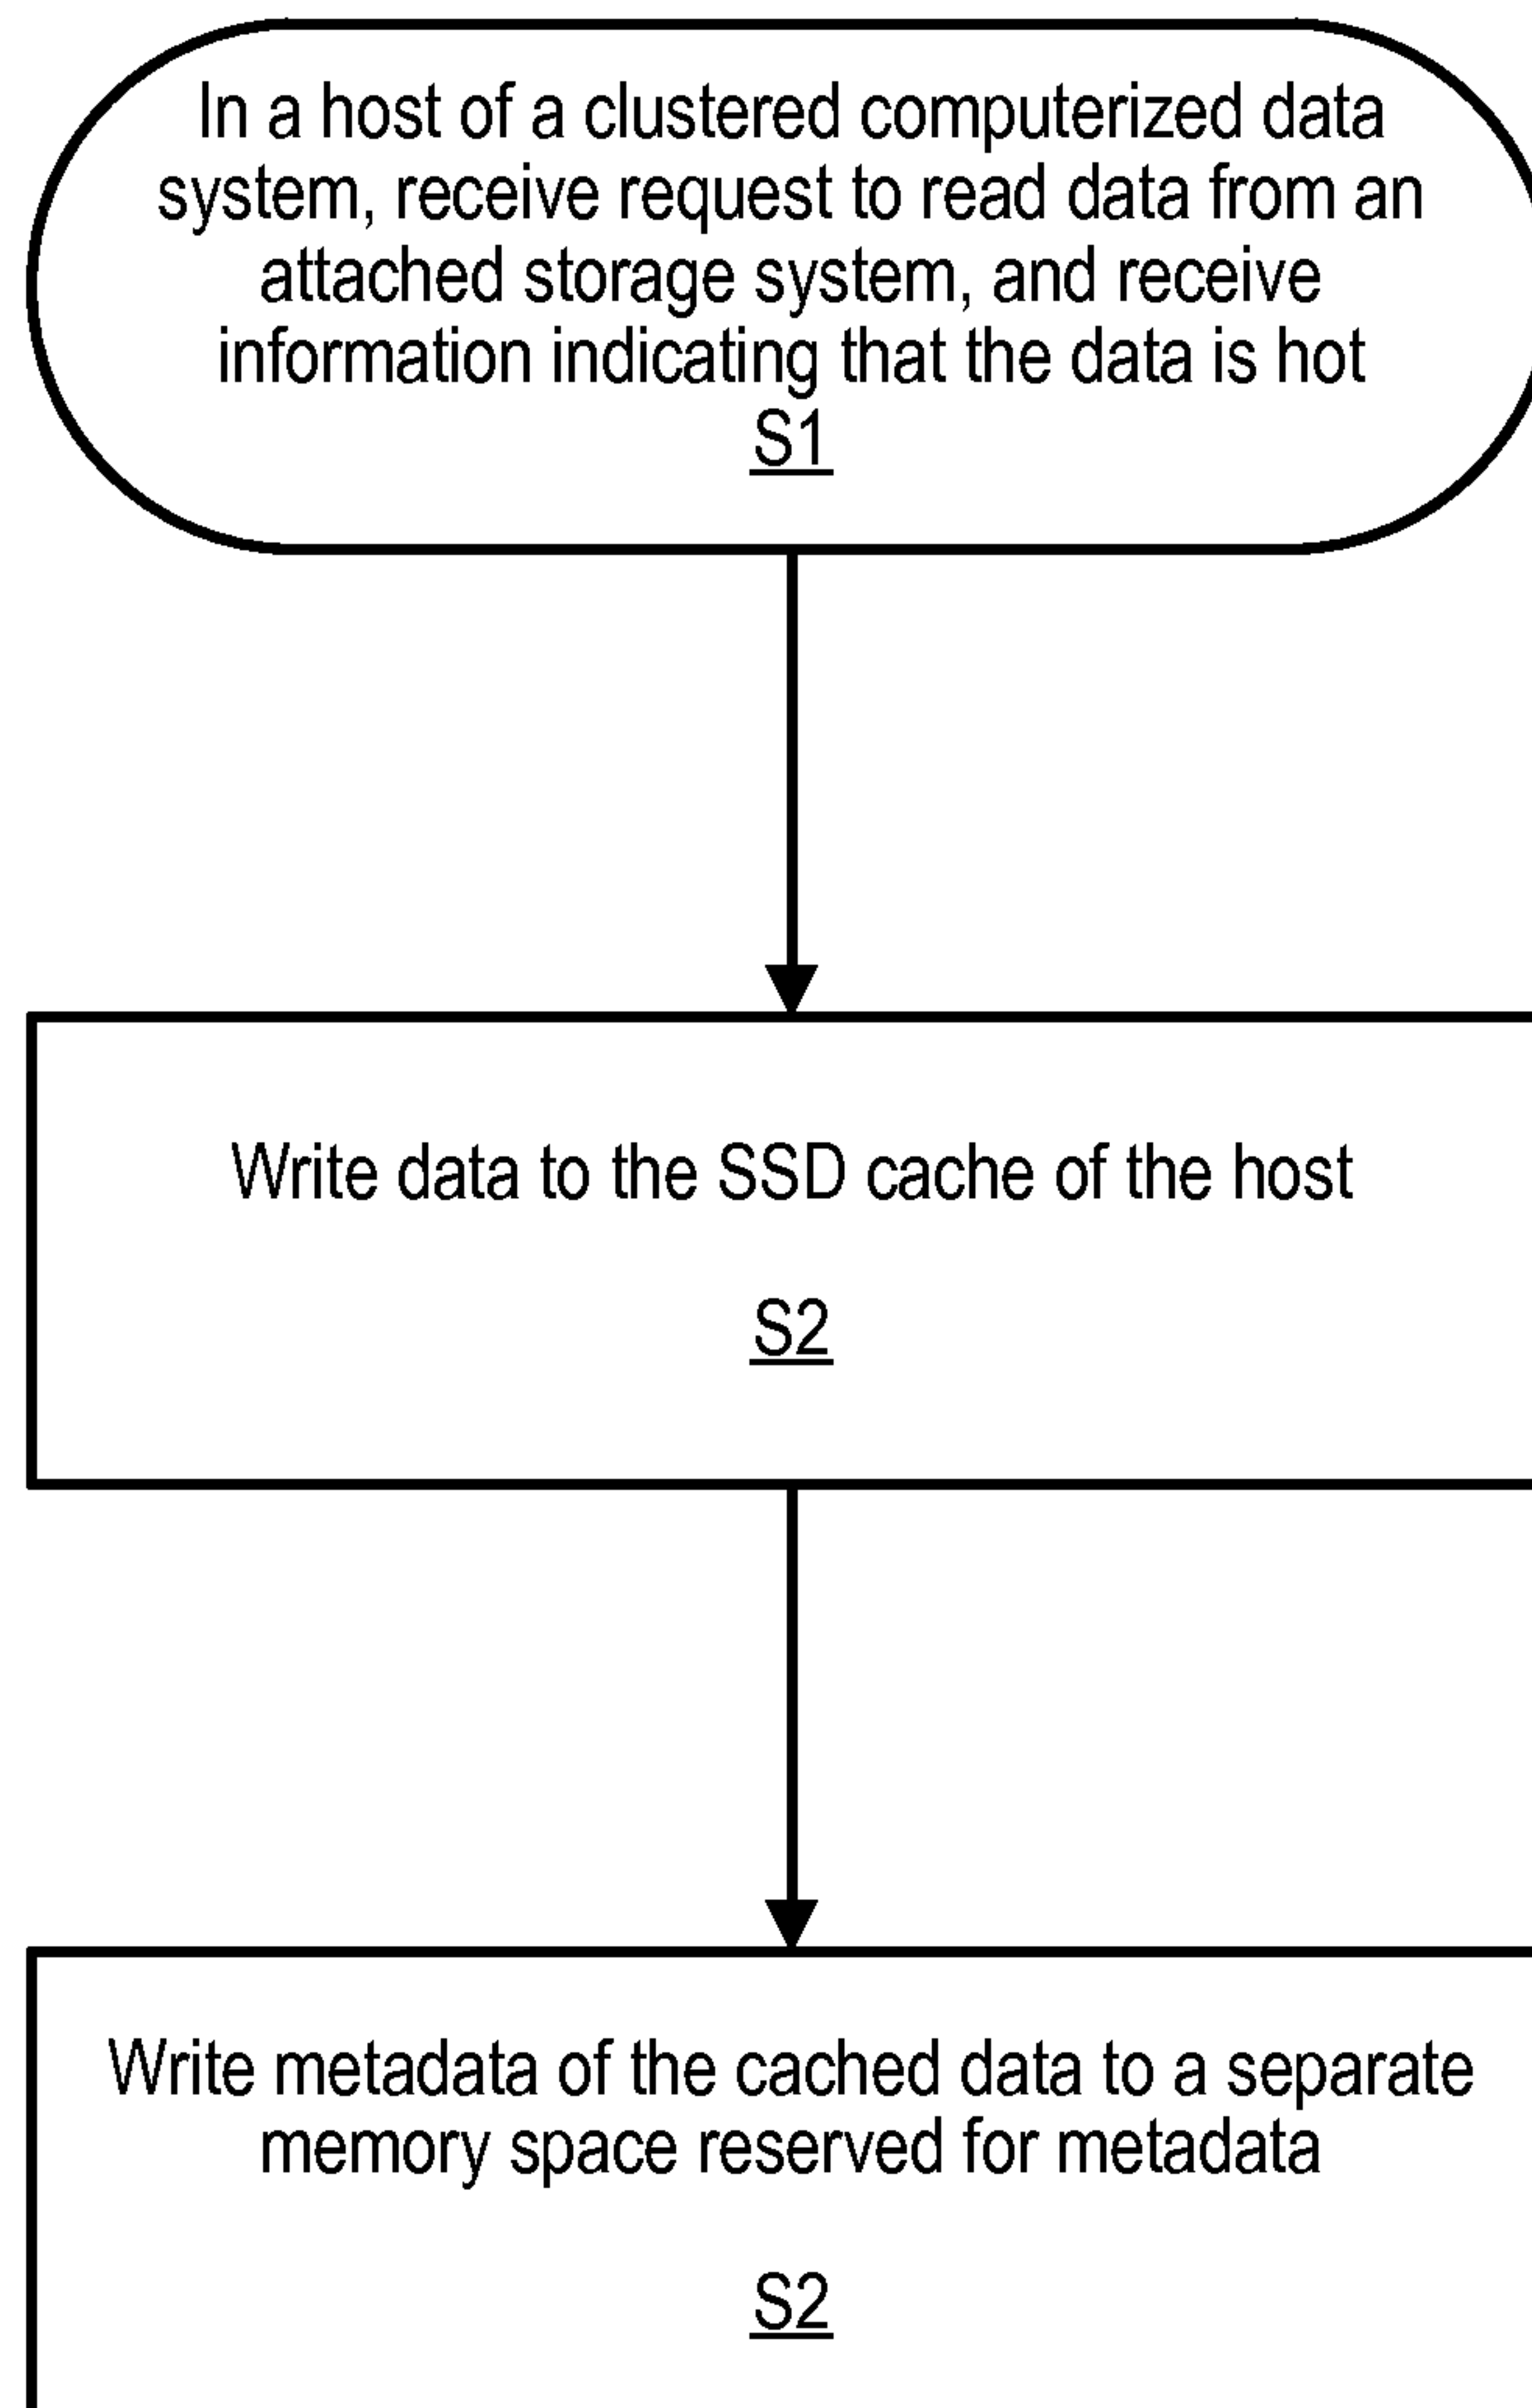 In a host of a clustered computerized data
system, receive request to read data from an
attached storage system, and receive
information indicating that the data is hot
S1
Write data to the SSD cache of the host
S2
Write metadata of the cached data to a separate
memory space reserved for metadata
S2